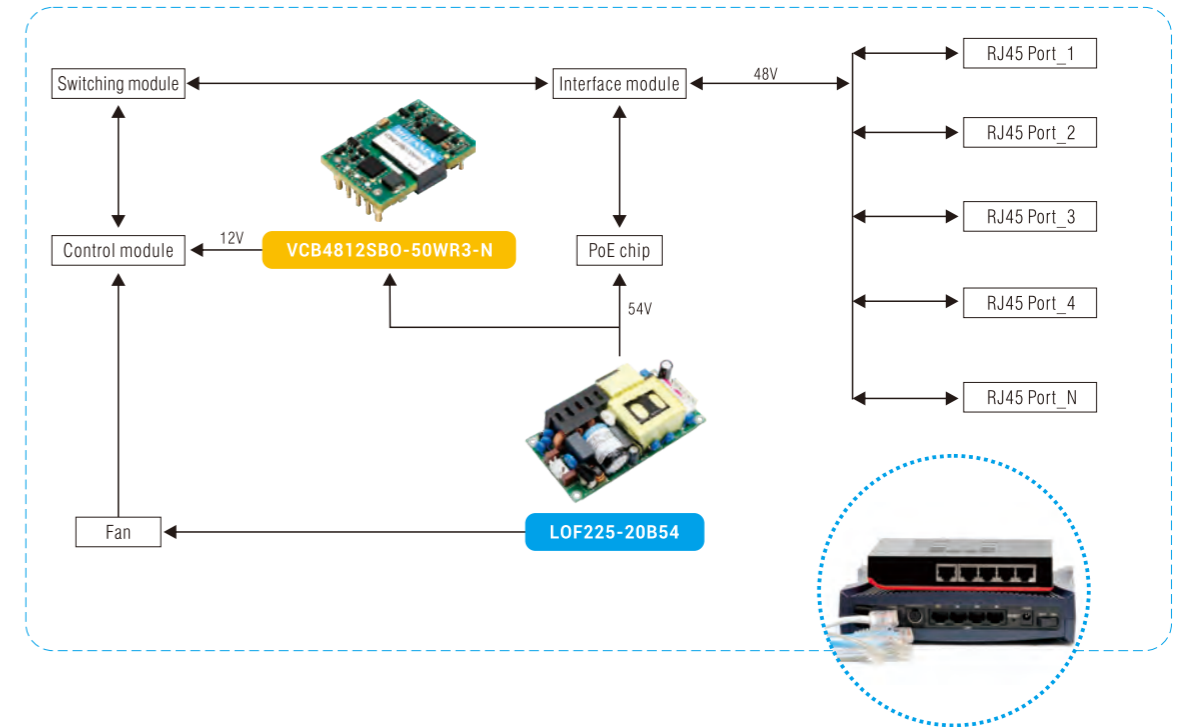 RJ45 Port_1
Switching module
Interface module
48V
RJ45 Port_2
RJ45 Port_3
Control module
12V
VCB4812SBO-50WR3-N
PoE chip
54V
RJ45 Port_4
RJ45 Port_N
Fan
LOF225-20B54